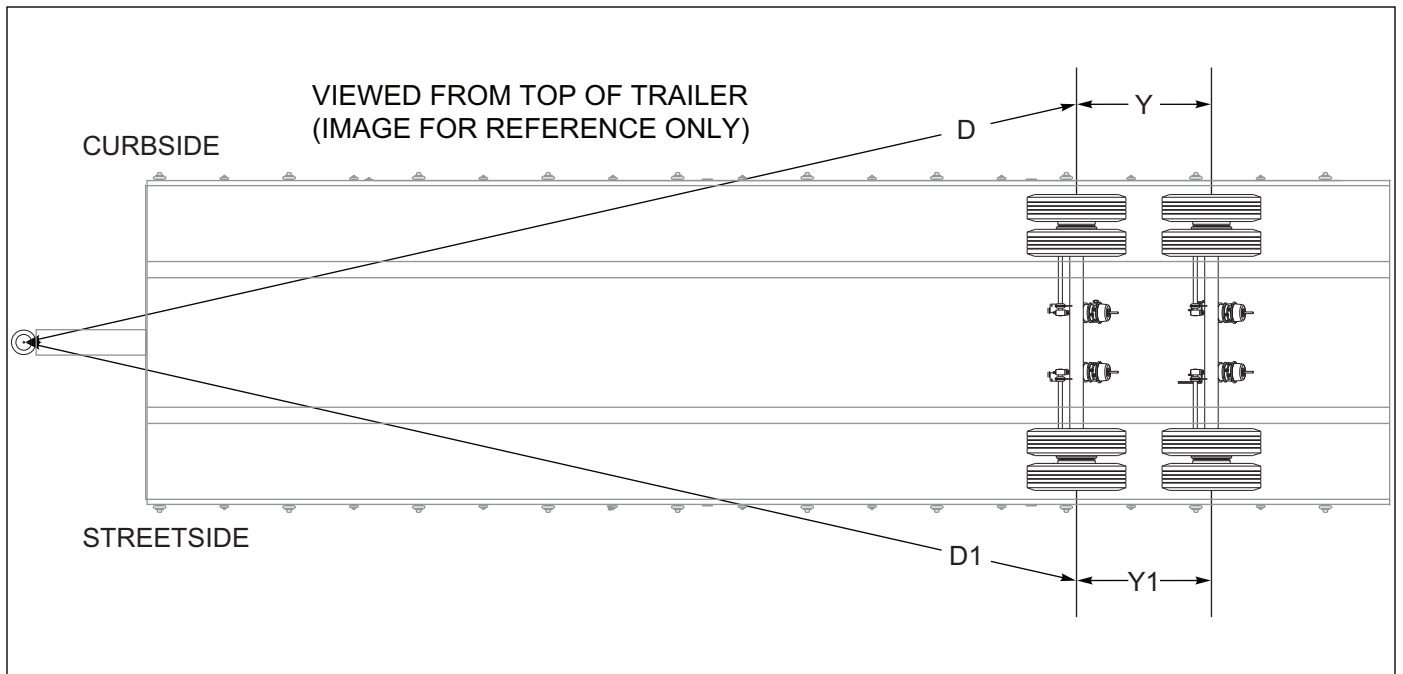 VIEWED FROM TOP OF TRAILER
(IMAGE FOR REFERENCE ONLY)
CURBSIDE
D
Y
STREETSIDE
D1
Y1